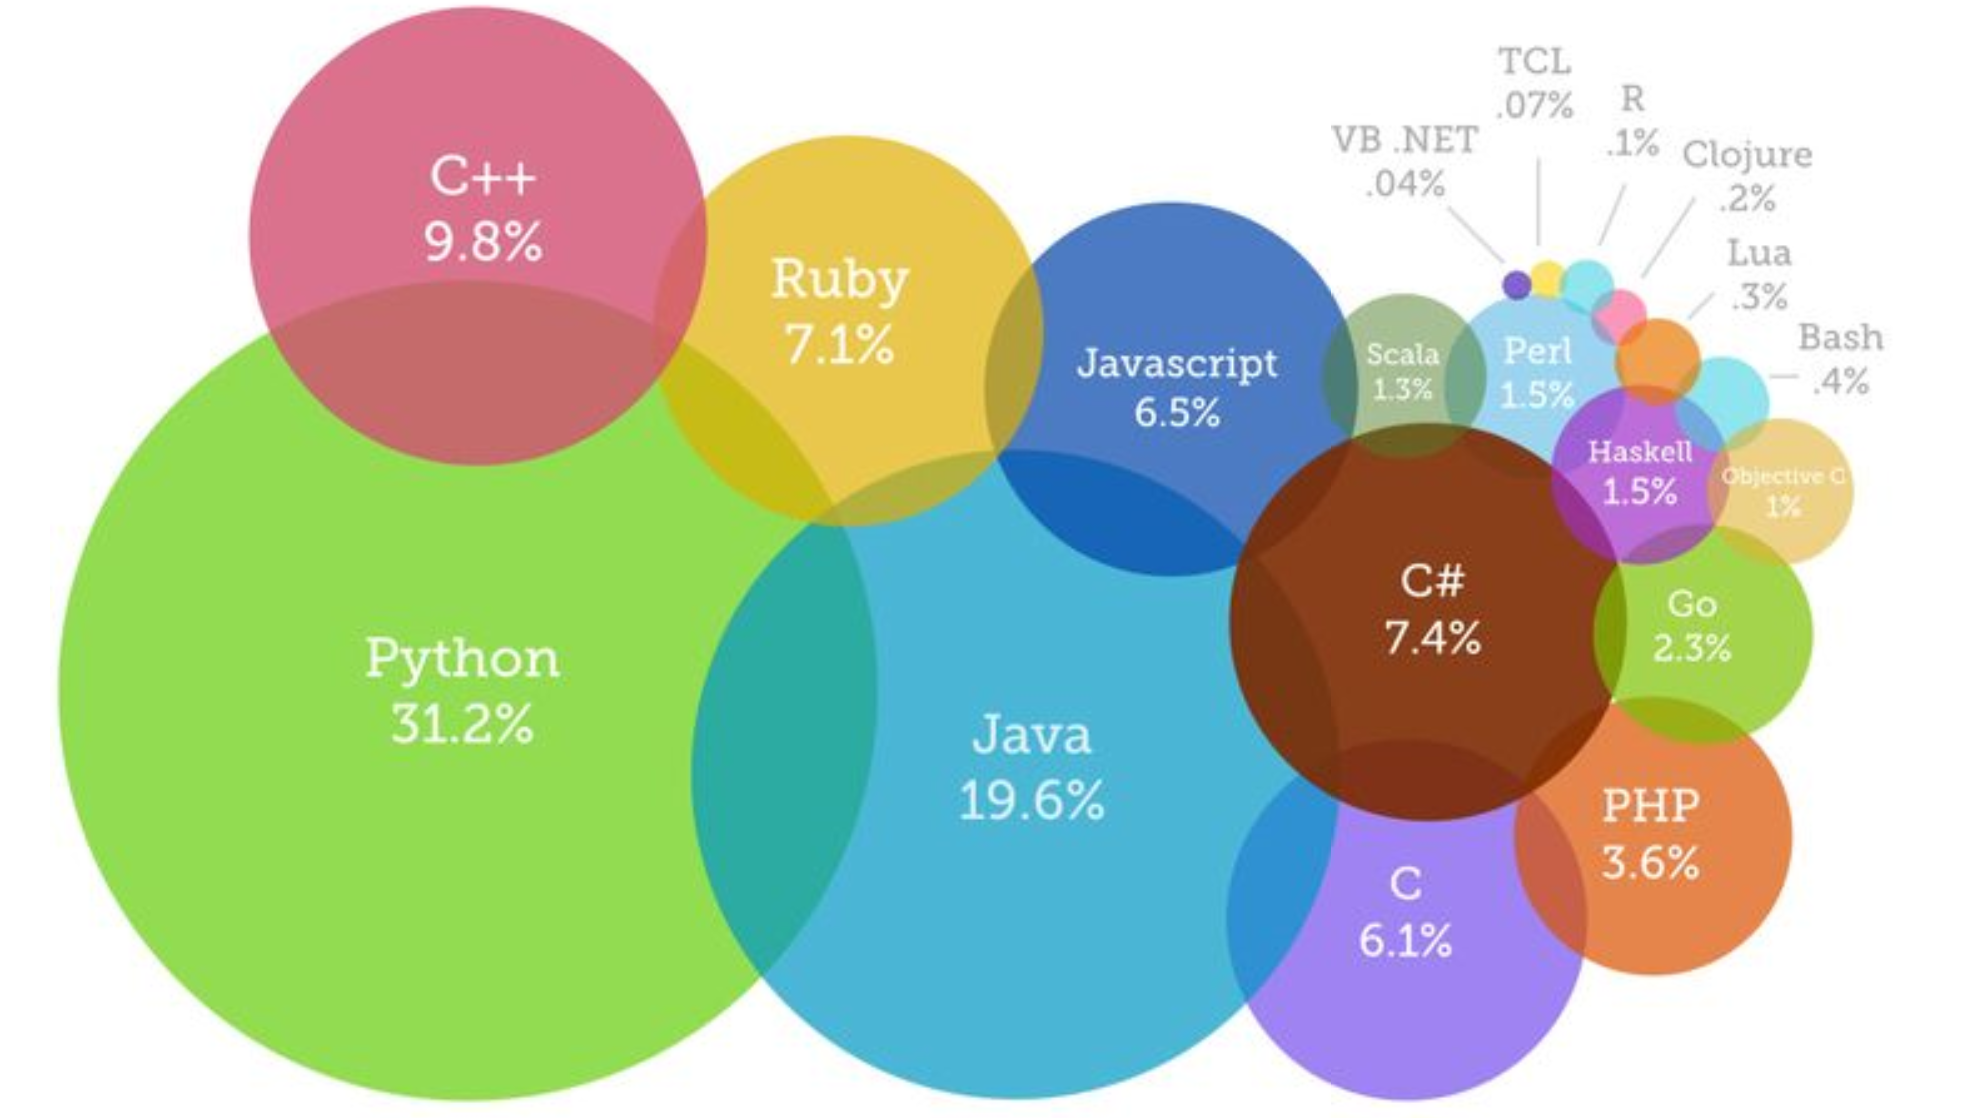 C++
9.8%
Ruby
7.1%
Javascript
6.5%
TCL
.07%
R
.1%
VB .NET
.04%
Clojure
.2%
Lua
.3%
Bash
.4%
Scala
1.3%
Perl
1.5%
Haskell
1.5%
Objective C
1%
Python
31.2%
Java
19.6%
C#
7.4%
Go
2.3%
PHP
3.6%
C
6.1%